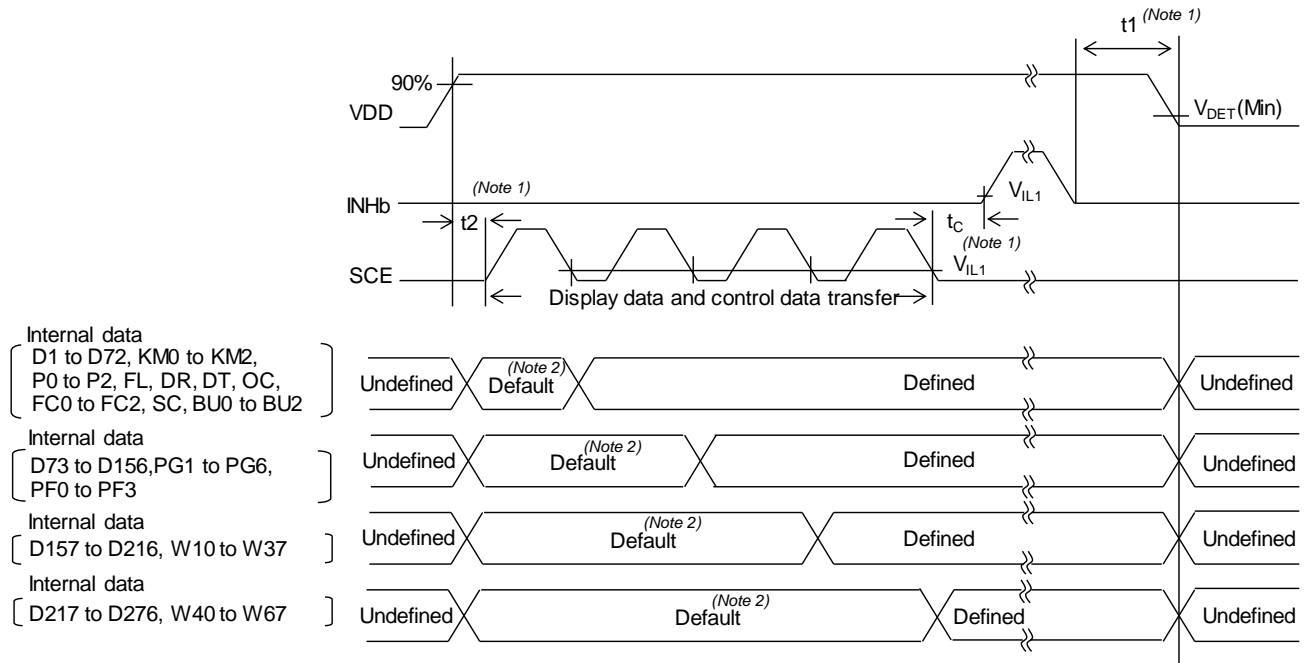 t1 (Note 1)
90%
VDD
VDET(Min)
(Note 1)
VIL1
INHb
t2
tC
(Note 1)
VIL1
SCE
Display data and control data transfer
Internal data
D1 to D72, KM0 to KM2,
P0 to P2, FL, DR, DT, OC,
FC0 to FC2, SC, BU0 to BU2
Undefined
(Note 2)
Default
Defined
Undefined
Internal data
D73 to D156,PG1 to PG6,
PF0 to PF3
Undefined
(Note 2)
Default
Defined
Undefined
Internal data
D157 to D216, W10 to W37
Undefined
(Note 2)
Default
Defined
Undefined
Internal data
D217 to D276, W40 to W67
Undefined
(Note 2)
Default
Defined
Undefined